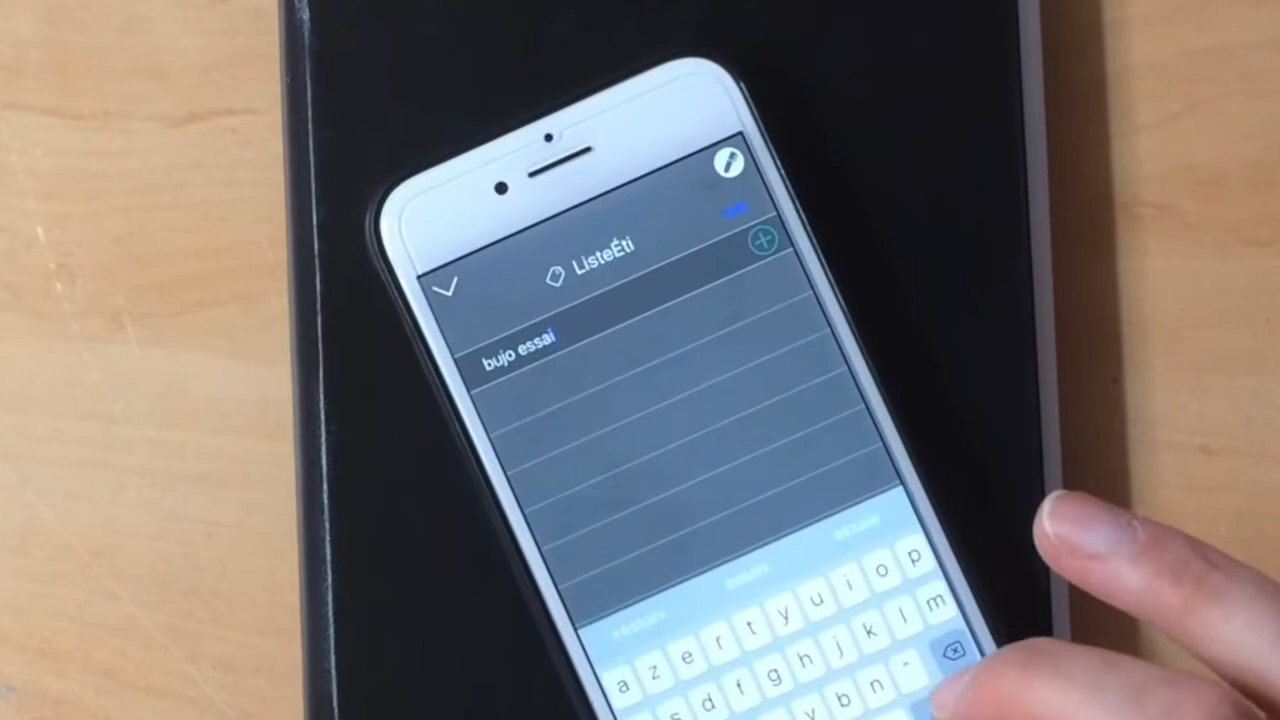 ListeÉti
bujo essai
a z e r t y u i o p
s d f g h j k l m
v b n ^